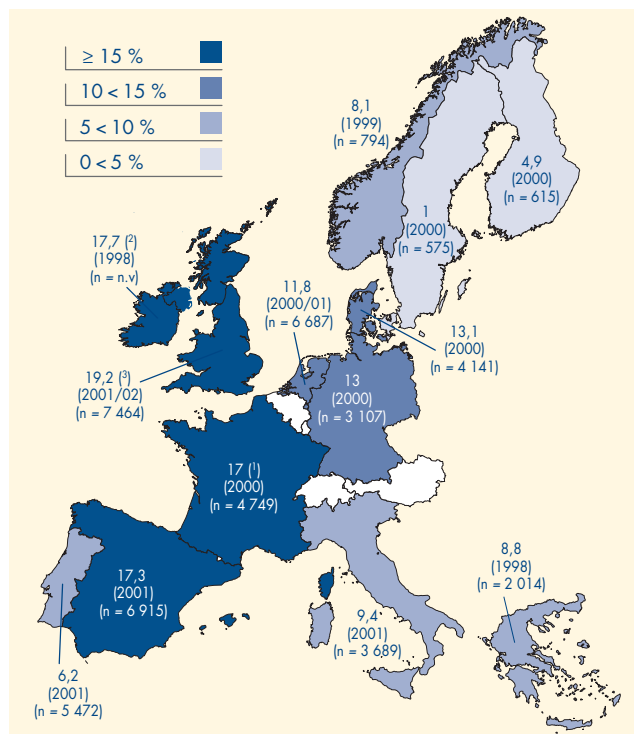 ≥ 15 %
10 < 15 %
5 < 10 %
0 < 5 %
8,1
(1999)
(n = 794)
4,9
(2000)
(n = 615)
1
(2000)
(n = 575)
17,7 (²)
(1998)
(n = n.v)
11,8
(2000/01)
(n = 6 687)
13,1
(2000)
(n = 4 141)
19,2 (³)
(2001/02)
(n = 7 464)
13
(2000)
(n = 3 107)
17 (¹)
(2000)
(n = 4 749)
17,3
(2001)
(n = 6 915)
8,8
(1998)
(n = 2 014)
9,4
(2001)
(n = 3 689)
6,2
(2001)
(n = 5 472)